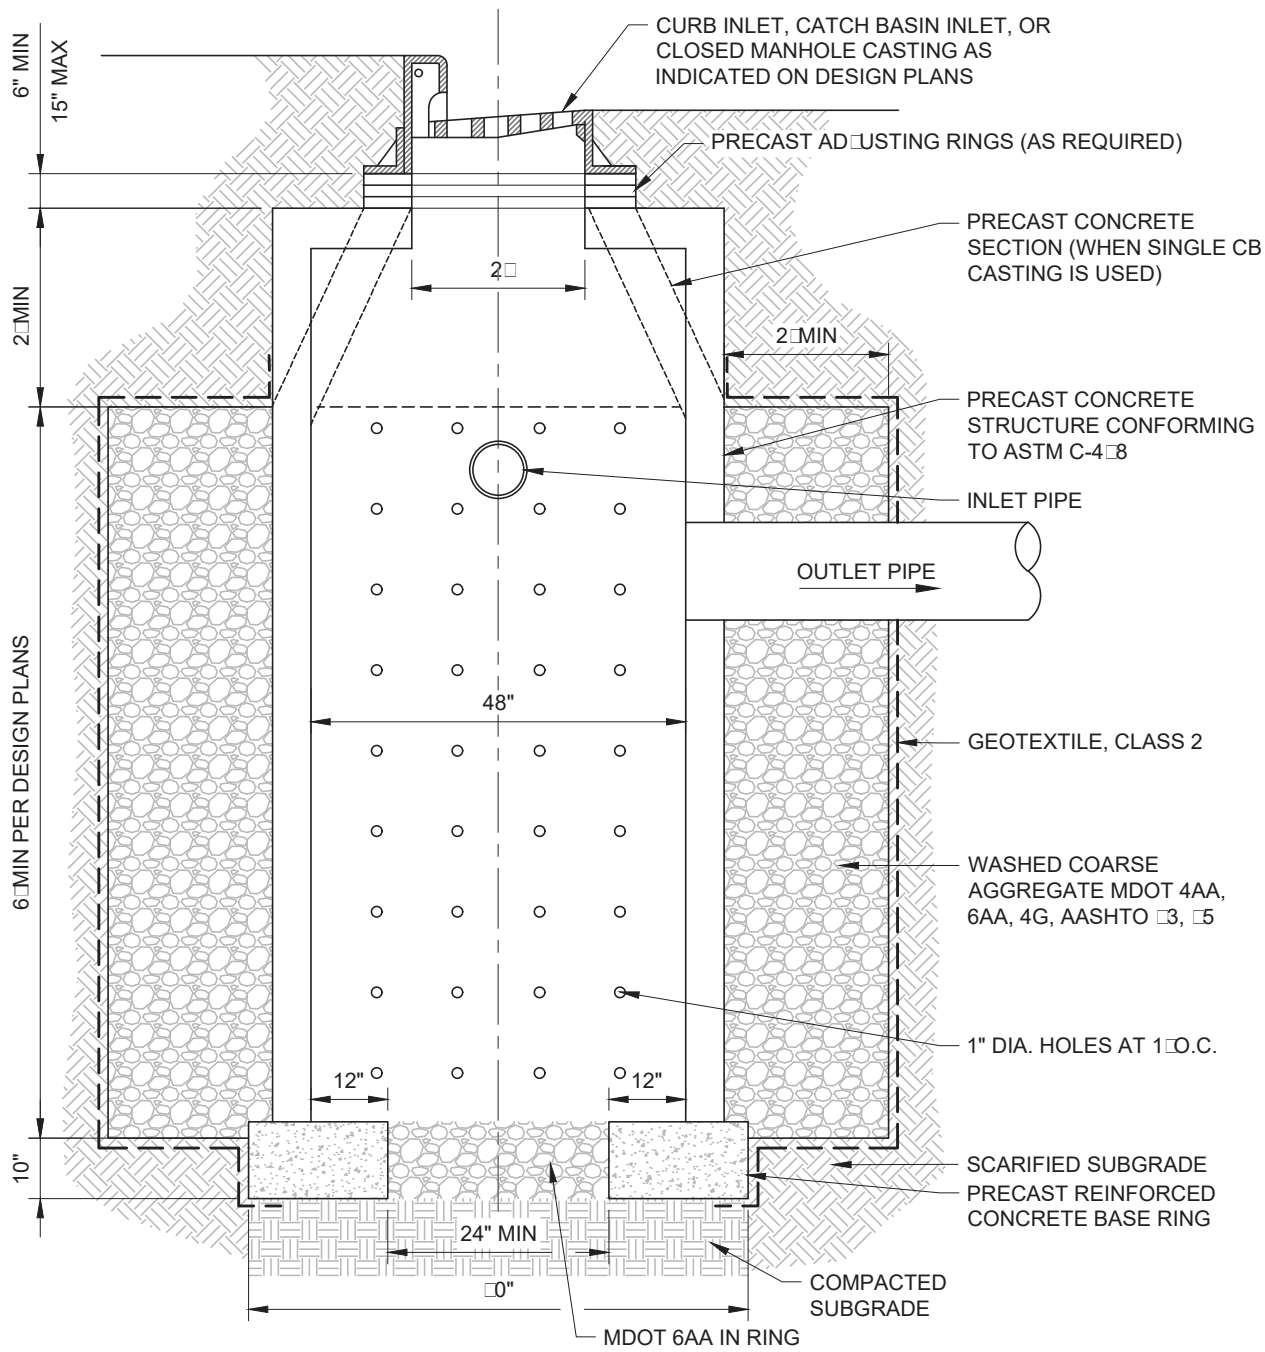 CURB INLET, CATCH BASIN INLET, OR
CLOSED MANHOLE CASTING AS
INDICATED ON DESIGN PLANS
6" MIN
15" MAX
PRECAST AD□USTING RINGS (AS REQUIRED)
PRECAST CONCRETE
SECTION (WHEN SINGLE CB
CASTING IS USED)
2□
2□MIN
2□MIN
PRECAST CONCRETE
STRUCTURE CONFORMING
TO ASTM C-4□8
INLET PIPE
OUTLET PIPE
48"
6□MIN PER DESIGN PLANS
GEOTEXTILE, CLASS 2
WASHED COARSE
AGGREGATE MDOT 4AA,
6AA, 4G, AASHTO □3, □5
1" DIA. HOLES AT 1□O.C.
12"
12"
10"
SCARIFIED SUBGRADE
PRECAST REINFORCED
CONCRETE BASE RING
24" MIN
COMPACTED
SUBGRADE
□0"
MDOT 6AA IN RING